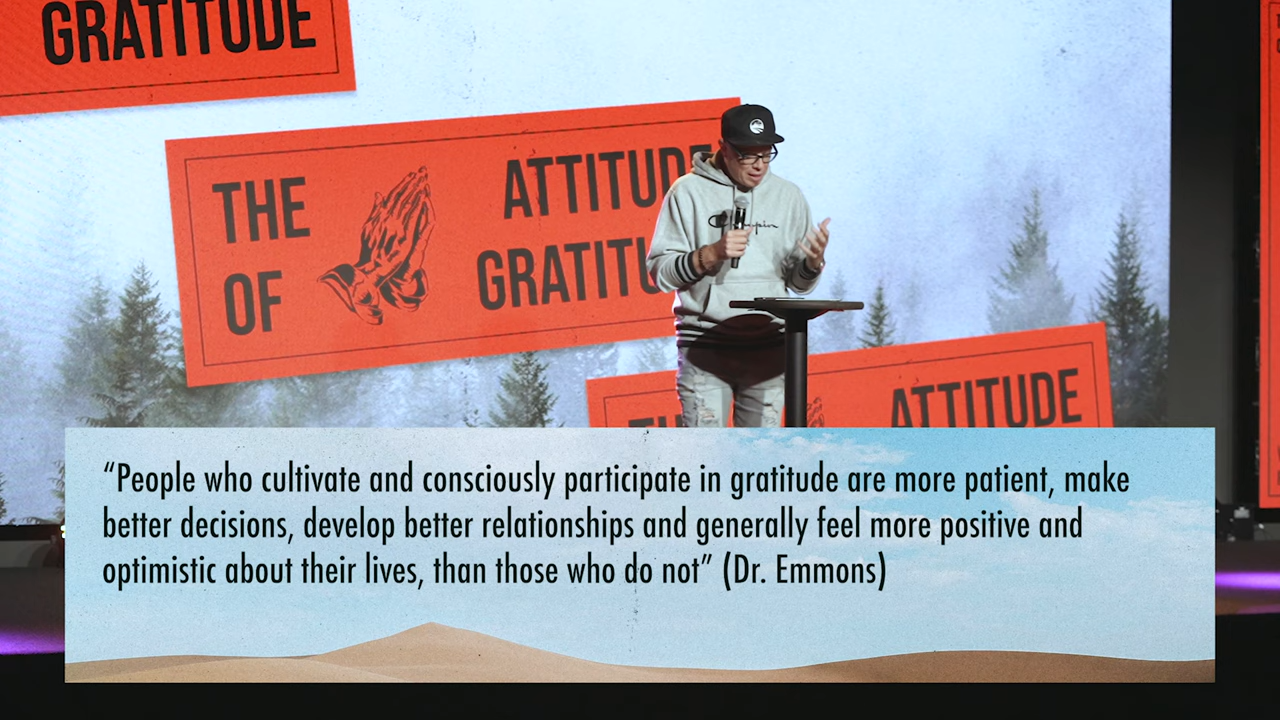 GRATITUDE
THE ATTITUDE
OF GRATITU
Champion
ATTITUDE
“People who cultivate and consciously participate in gratitude are more patient, make
better decisions, develop better relationships and generally feel more positive and
optimistic about their lives, than those who do not” (Dr. Emmons)